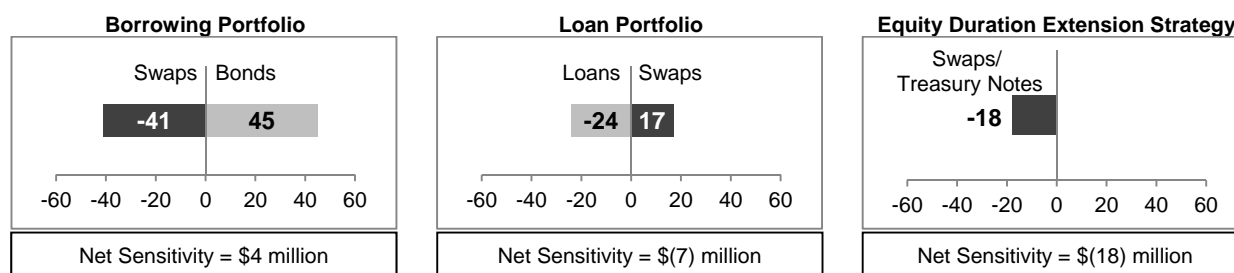 Borrowing Portfolio
Swaps Bonds
-41 45
-60 -40 -20 0 20 40 60
Net Sensitivity = $4 million
Loan Portfolio
Loans Swaps
-24 17
-60 -40 -20 0 20 40 60
Net Sensitivity = $(7) million
Equity Duration Extension Strategy
Swaps/
Treasury Notes
-18
-60 -40 -20 0 20 40 60
Net Sensitivity = $(18) million